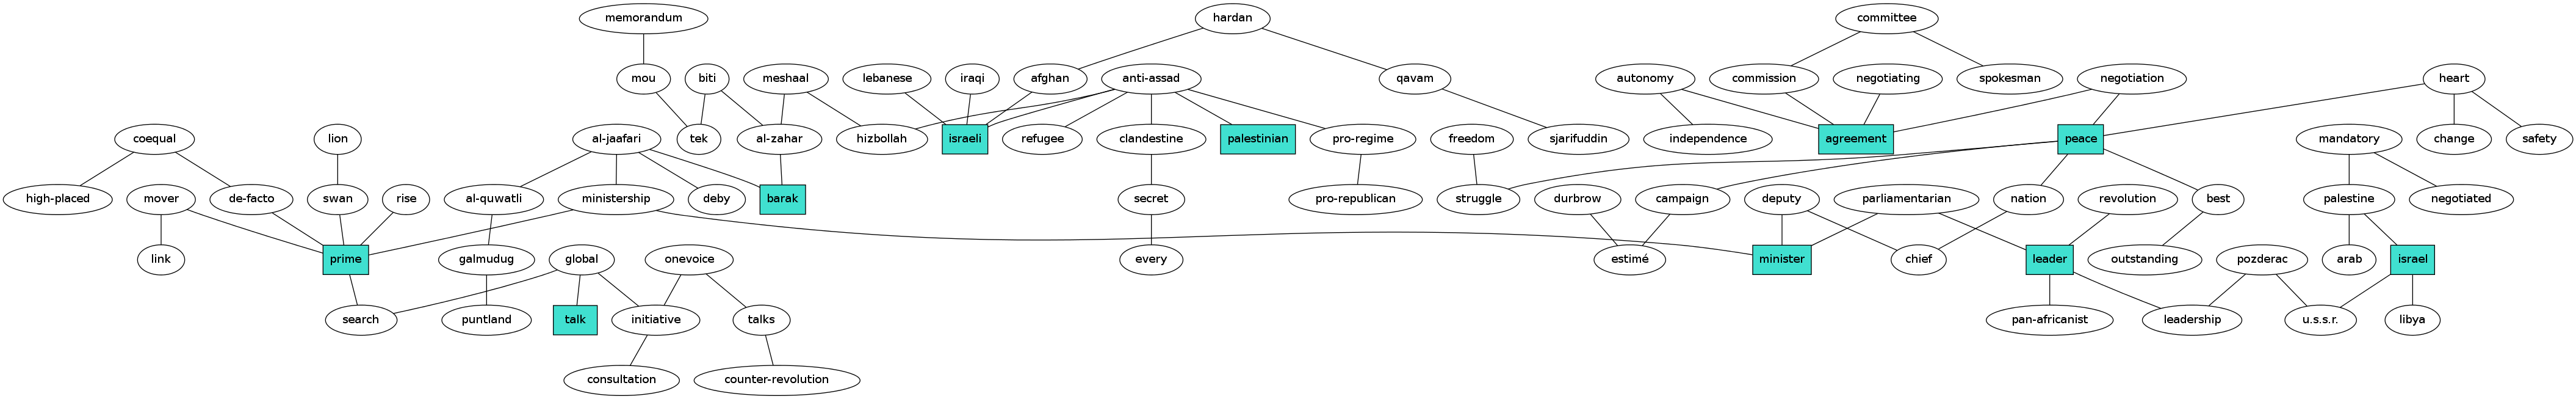 memorandum hardan committee
mou biti meshaal lebanese iraqi afghan anti-assad qavam autonomy commission negotiating spokesman negotiation heart
coequal lion al-jaafari tek al-zahar hizbollah israeli refugee clandestine palestinian pro-regime freedom sjarifuddin independence agreement peace mandatory change safety
high-placed mover de-facto swan rise al-quwatli ministership deby barak secret pro-republican struggle durbrow campaign deputy parliamentarian nation revolution best palestine negotiated
link prime galmudug global onevoice every estimé minister chief leader outstanding pozderac arab israel
search puntland talk initiative talks pan-africanist leadership u.s.s.r. libya
consultation counter-revolution